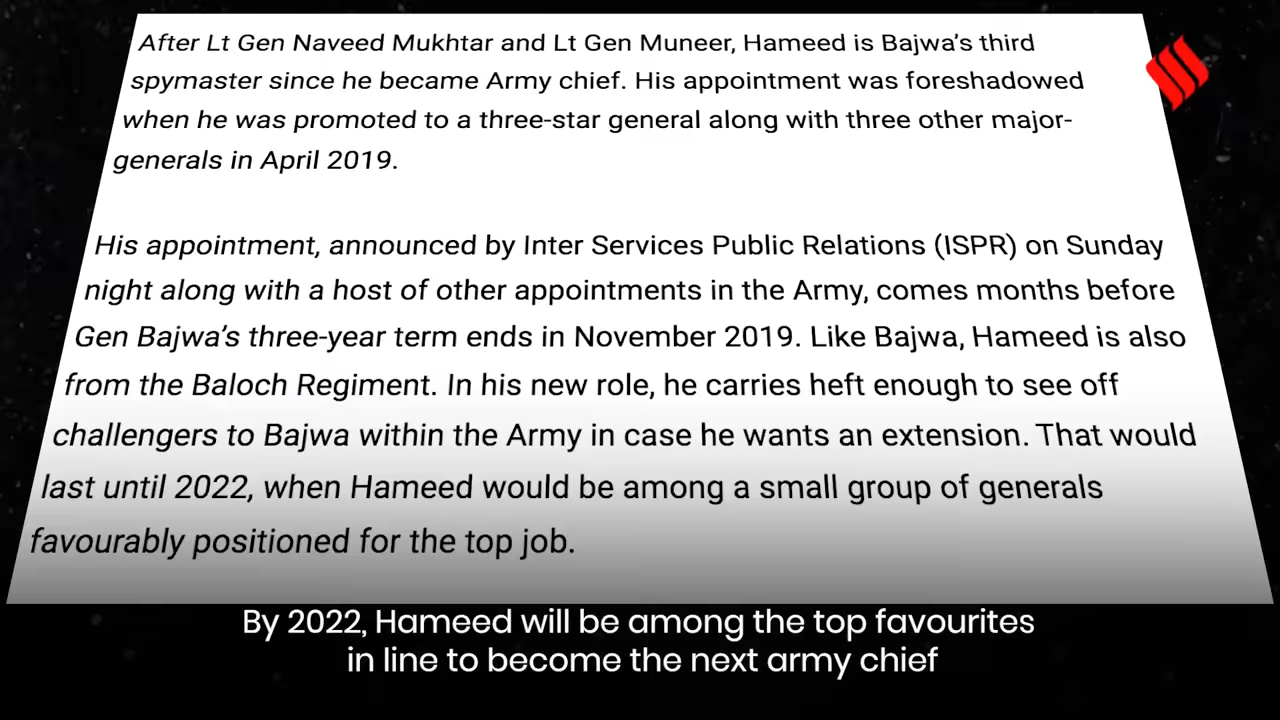 After Lt Gen Naveed Mukhtar and Lt Gen Muneer, Hameed is Bajwa's third
spymaster since he became Army chief. His appointment was foreshadowed
when he was promoted to a three-star general along with three other major-
generals in April 2019.
His appointment, announced by Inter Services Public Relations (ISPR) on Sunday
night along with a host of other appointments in the Army, comes months before
Gen Bajwa's three-year term ends in November 2019. Like Bajwa, Hameed is also
from the Baloch Regiment. In his new role, he carries heft enough to see off
challengers to Bajwa within the Army in case he wants an extension. That would
last until 2022, when Hameed would be among a small group of generals
favourably positioned for the top job.
By 2022, Hameed will be among the top favourites
in line to become the next army chief